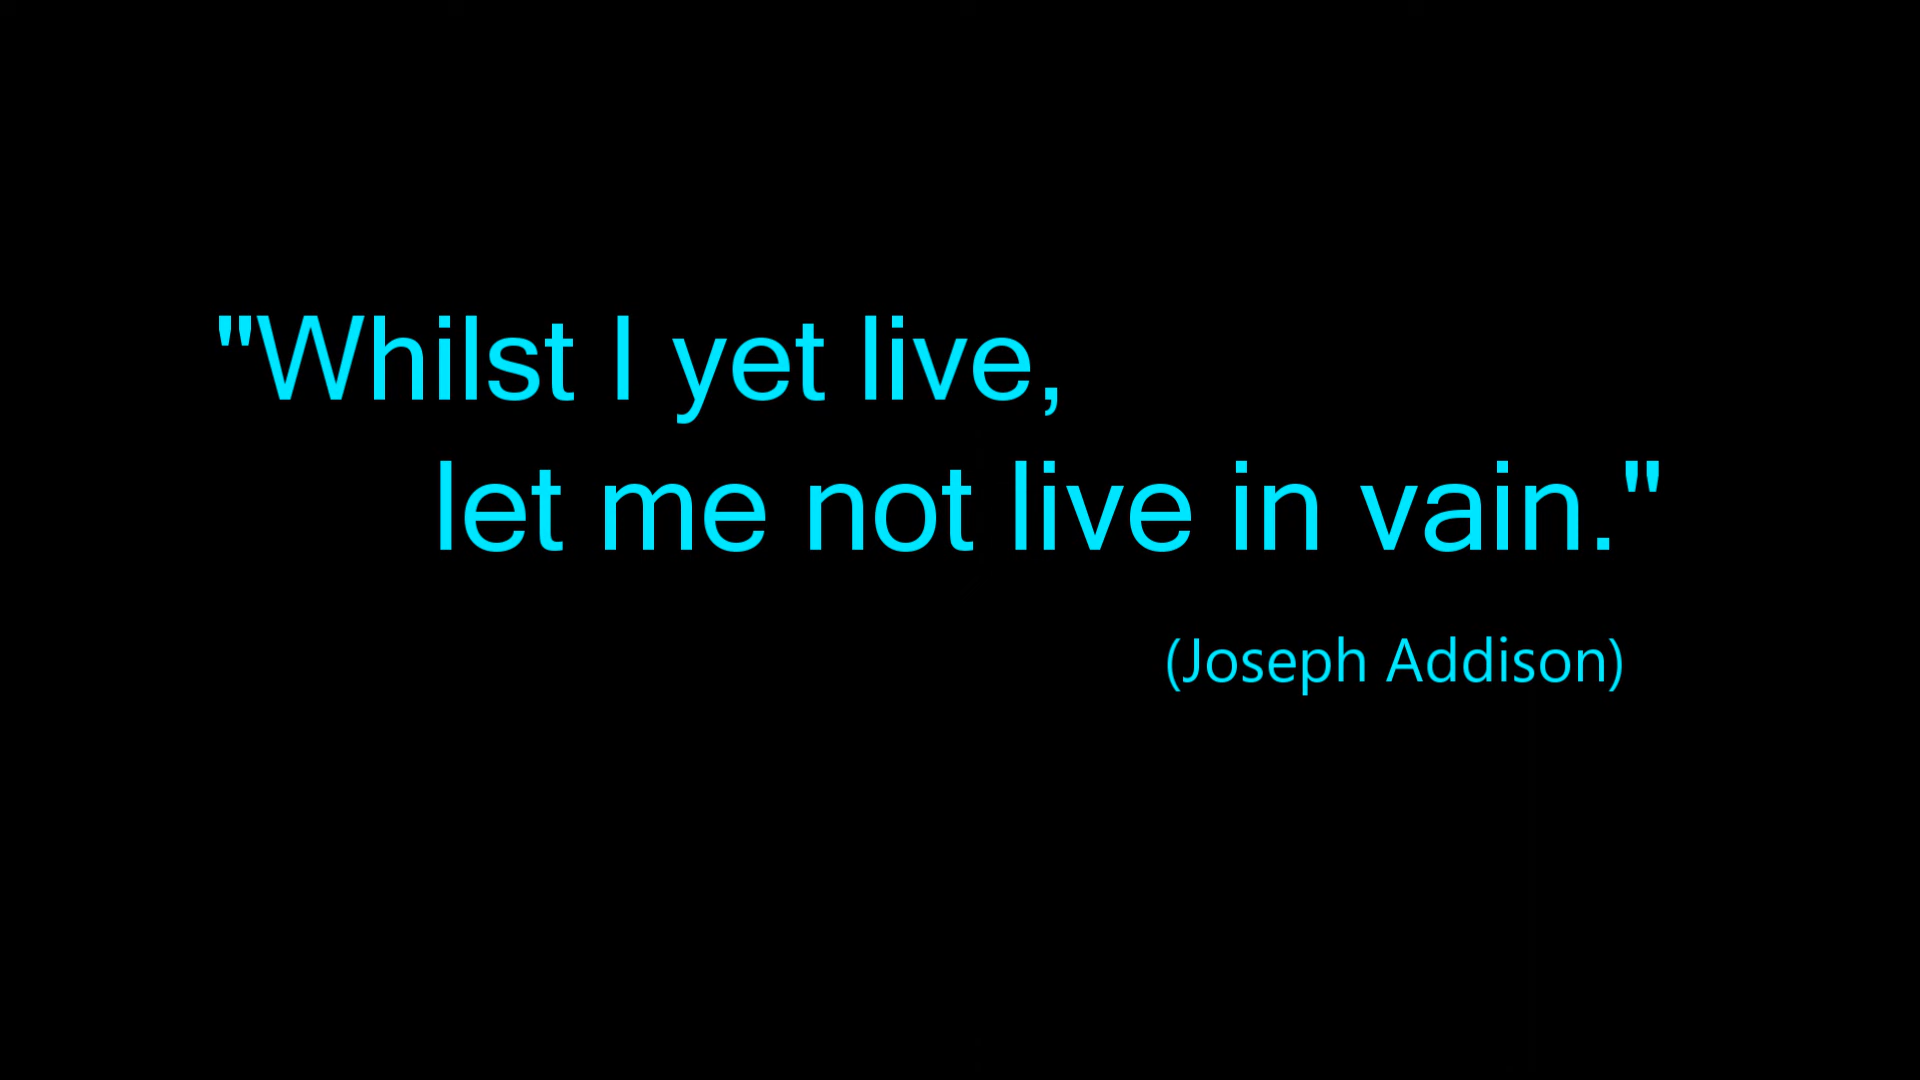 "Whilst I yet live,
let me not live in vain."
(Joseph Addison)